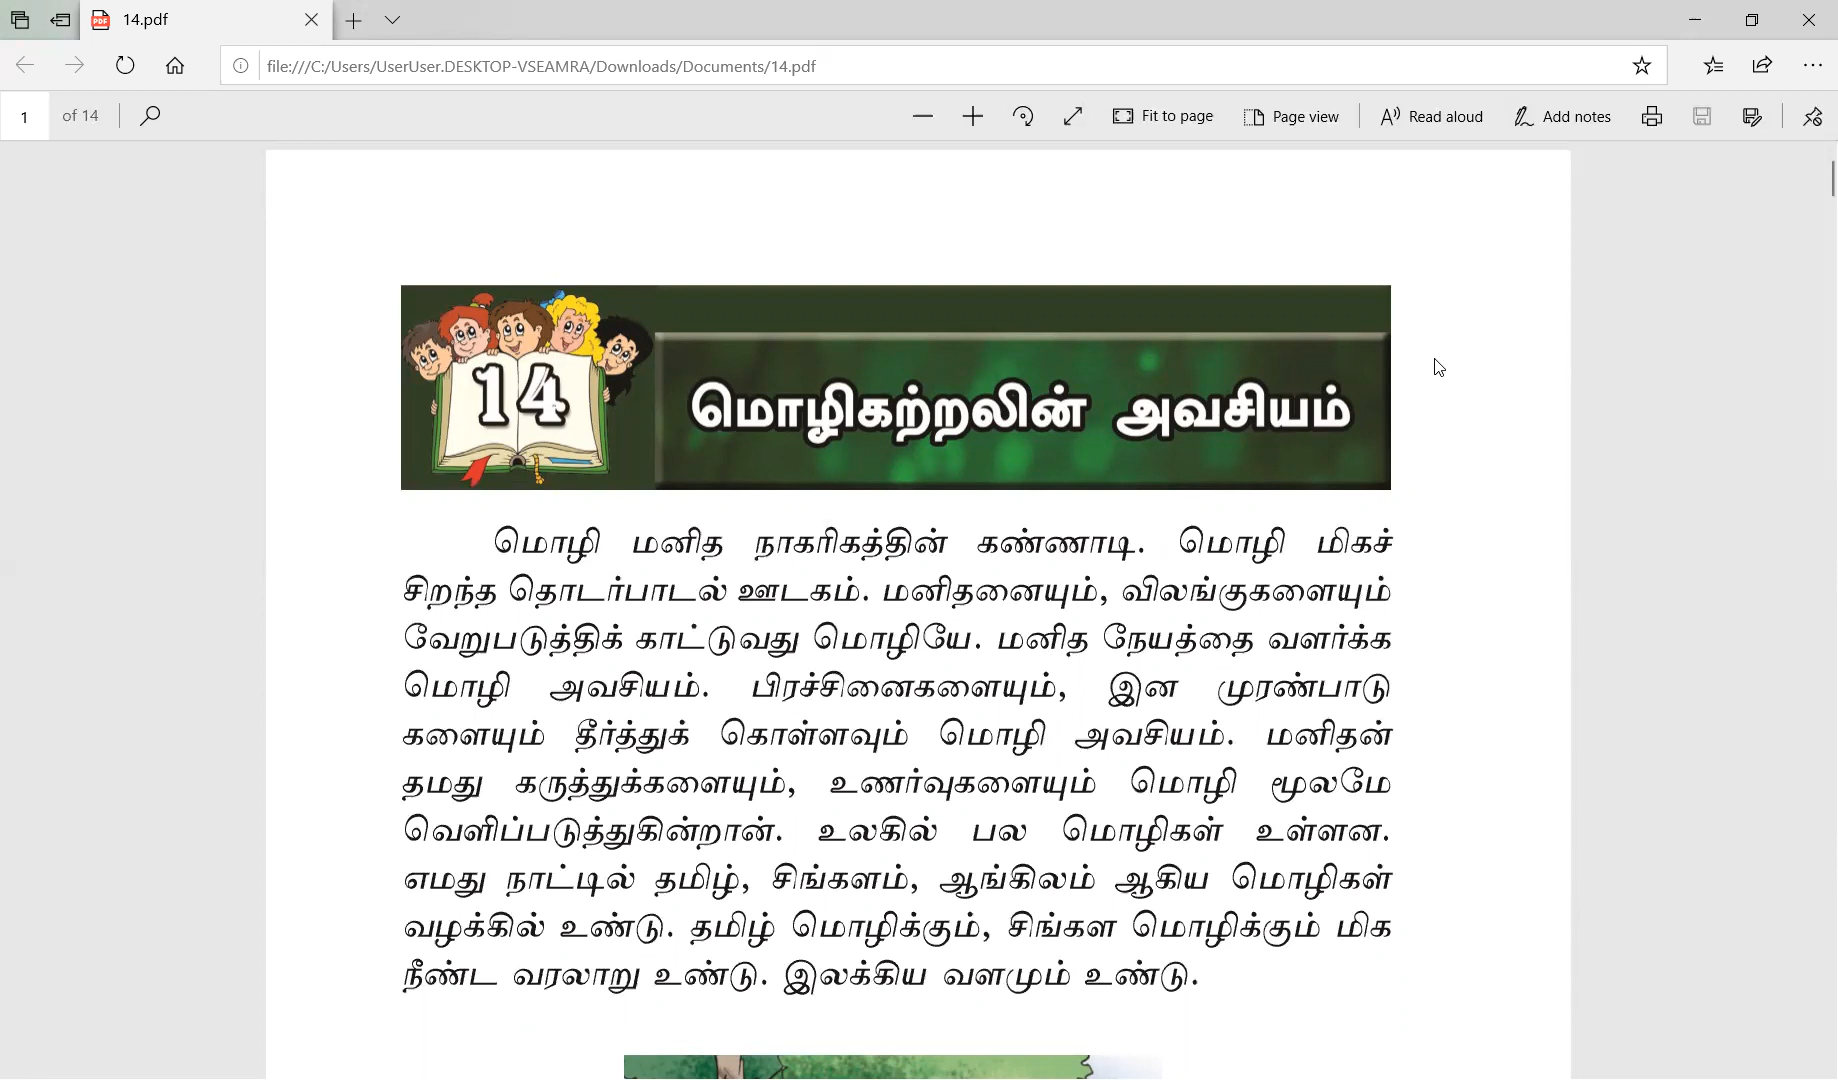 14.pdf
file:///C:/Users/UserUser.DESKTOP-VSEAMRA/Downloads/Documents/14.pdf
1 of 14 Fit to page Page view Read aloud Add notes
14 மொழிகற்றலின் அவசியம்
மொழி மனித நாகரிகத்தின் கண்ணாடி. மொழி மிகச்
சிறந்த தொடர்பாடல் ஊடகம். மனிதனையும், விலங்குகளையும்
வேறுபடுத்திக் காட்டுவது மொழியே. மனித நேயத்தை வளர்க்க
மொழி அவசியம். பிரச்சினைகளையும், இன முரண்பாடு
களையும் தீர்த்துக் கொள்ளவும் மொழி அவசியம். மனிதன்
தமது கருத்துக்களையும், உணர்வுகளையும் மொழி மூலமே
வெளிப்படுத்துகின்றான். உலகில் பல மொழிகள் உள்ளன.
எமது நாட்டில் தமிழ், சிங்களம், ஆங்கிலம் ஆகிய மொழிகள்
வழக்கில் உண்டு. தமிழ் மொழிக்கும், சிங்கள மொழிக்கும் மிக
நீண்ட வரலாறு உண்டு. இலக்கிய வளமும் உண்டு.